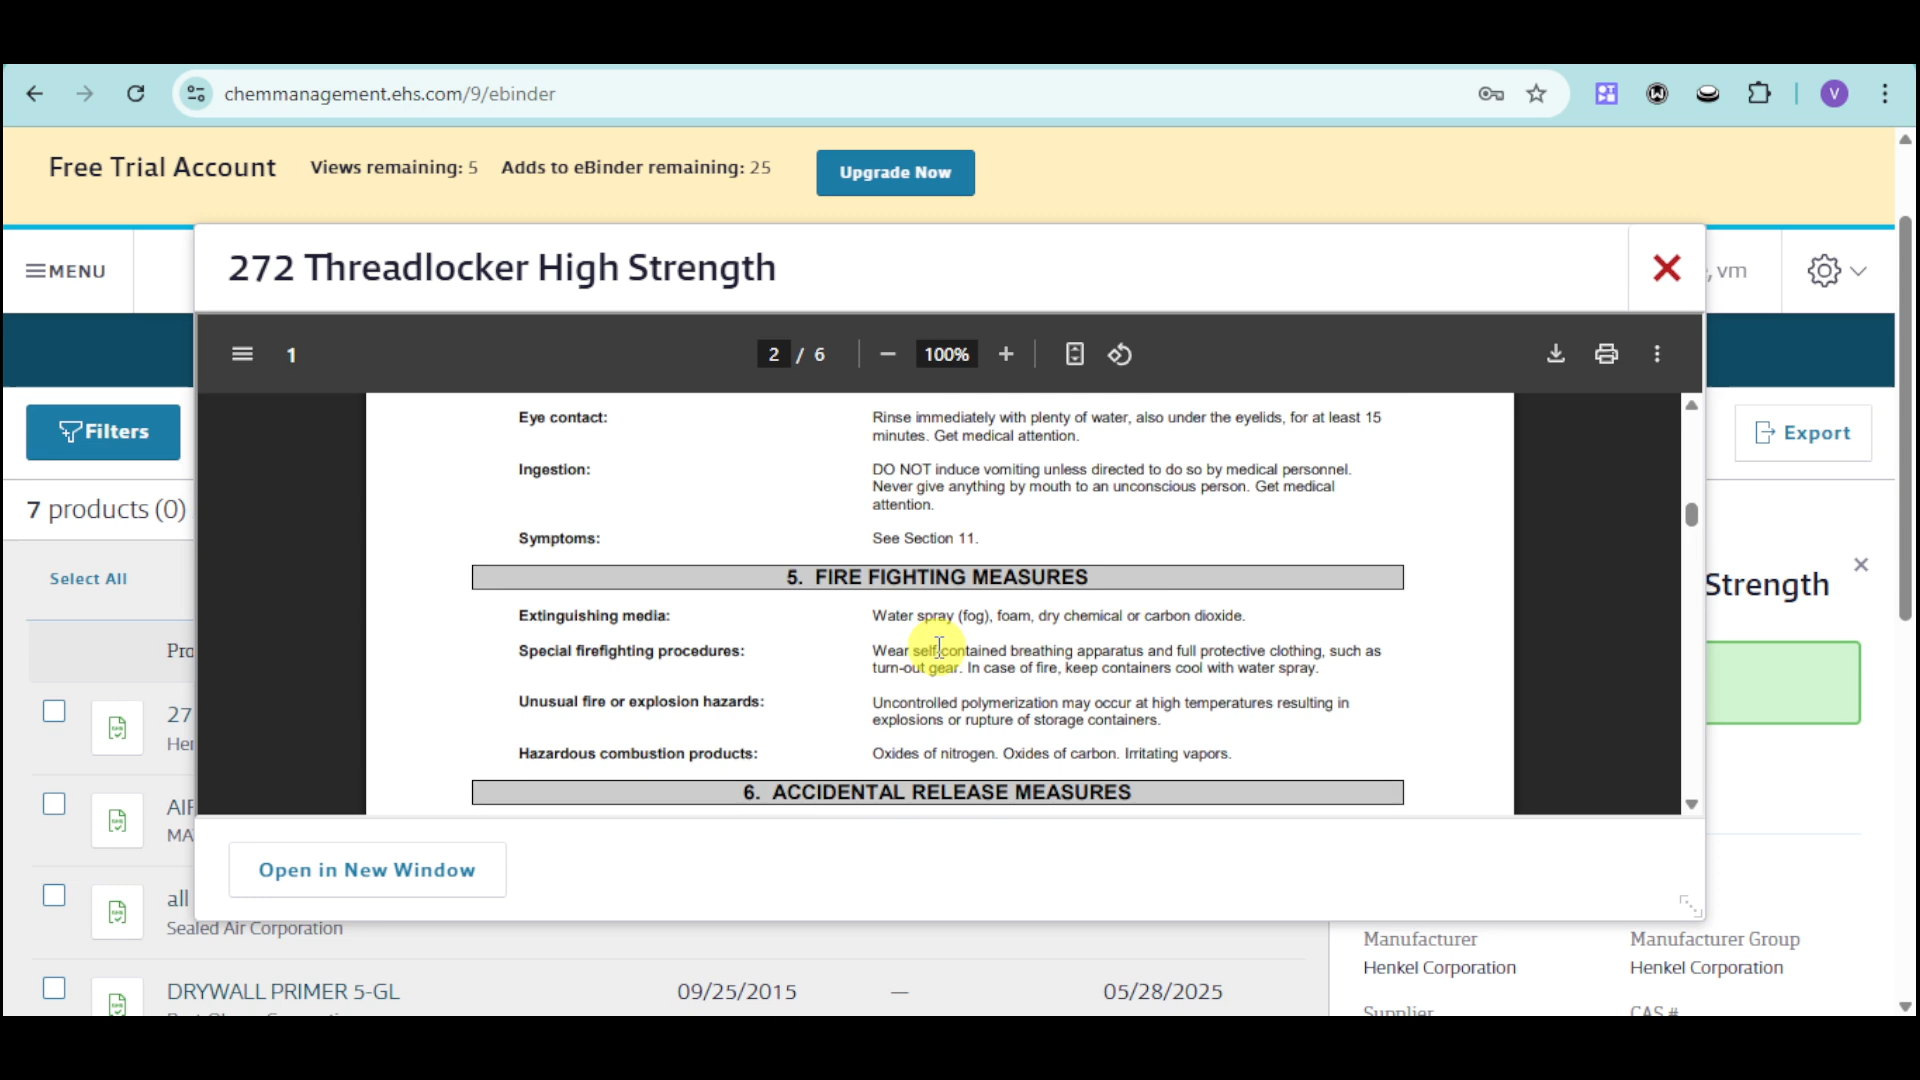 chemmanagement.ehs.com/9/ebinder
V
Free Trial Account
Views remaining: 5
Adds to eBinder remaining: 25
Upgrade Now
MENU
272 Threadlocker High Strength
, vm
1
2 / 6
100%
Filters
Export
Eye contact:
Rinse immediately with plenty of water, also under the eyelids, for at least 15
minutes. Get medical attention.
Ingestion:
DO NOT induce vomiting unless directed to do so by medical personnel.
Never give anything by mouth to an unconscious person. Get medical
attention.
7 products (0)
Symptoms:
See Section 11.
Select All
5. FIRE FIGHTING MEASURES
Strength
Extinguishing media:
Water spray (fog), foam, dry chemical or carbon dioxide.
Pro
Special firefighting procedures:
Wear self-contained breathing apparatus and full protective clothing, such as
turn-out gear. In case of fire, keep containers cool with water spray.
Unusual fire or explosion hazards:
Uncontrolled polymerization may occur at high temperatures resulting in
explosions or rupture of storage containers.
27
Her
Hazardous combustion products:
Oxides of nitrogen. Oxides of carbon. Irritating vapors.
6. ACCIDENTAL RELEASE MEASURES
AIR
MA
Open in New Window
all
Sealed Air Corporation
Manufacturer
Henkel Corporation
Manufacturer Group
Henkel Corporation
DRYWALL PRIMER 5-GL
09/25/2015
—
05/28/2025
Supplier
CAS #